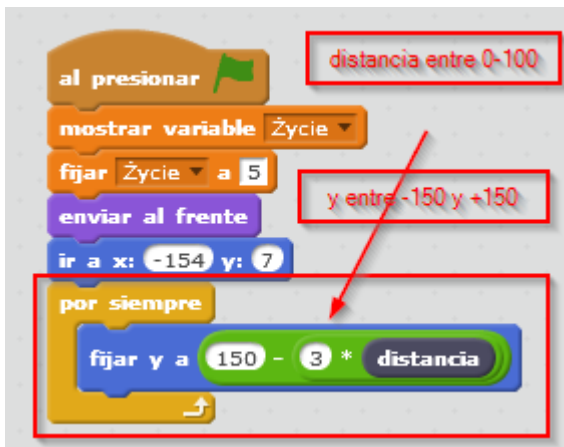 distancia entre 0-100
al presionar
mostrar variable Życie
fijar Życie a 5
y entre -150 y +150
enviar al frente
ir a x: -154 y: 7
por siempre
fijar y a 150 - 3 * distancia